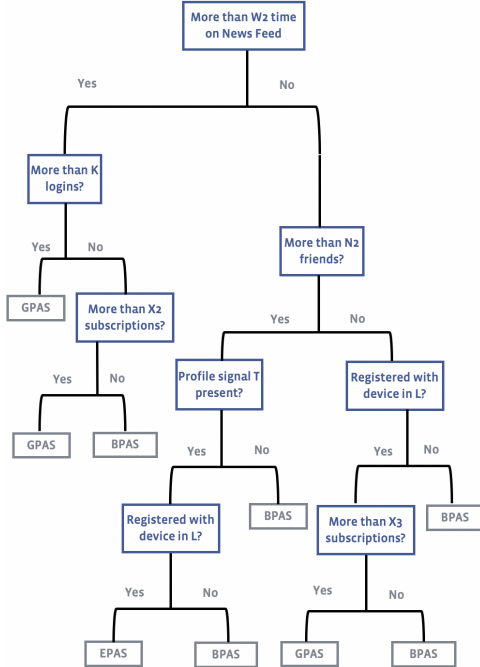 More than W2 time
on News Feed
Yes
No
More than K
logins?
More than N2
friends?
Yes
No
GPAS
More than X2
subscriptions?
Yes
No
Profile signal T
present?
Registered with
device in L?
Yes
No
GPAS
BPAS
Yes
No
Yes
No
Registered with
device in L?
BPAS
More than X3
subscriptions?
BPAS
Yes
No
Yes
No
EPAS
BPAS
GPAS
BPAS